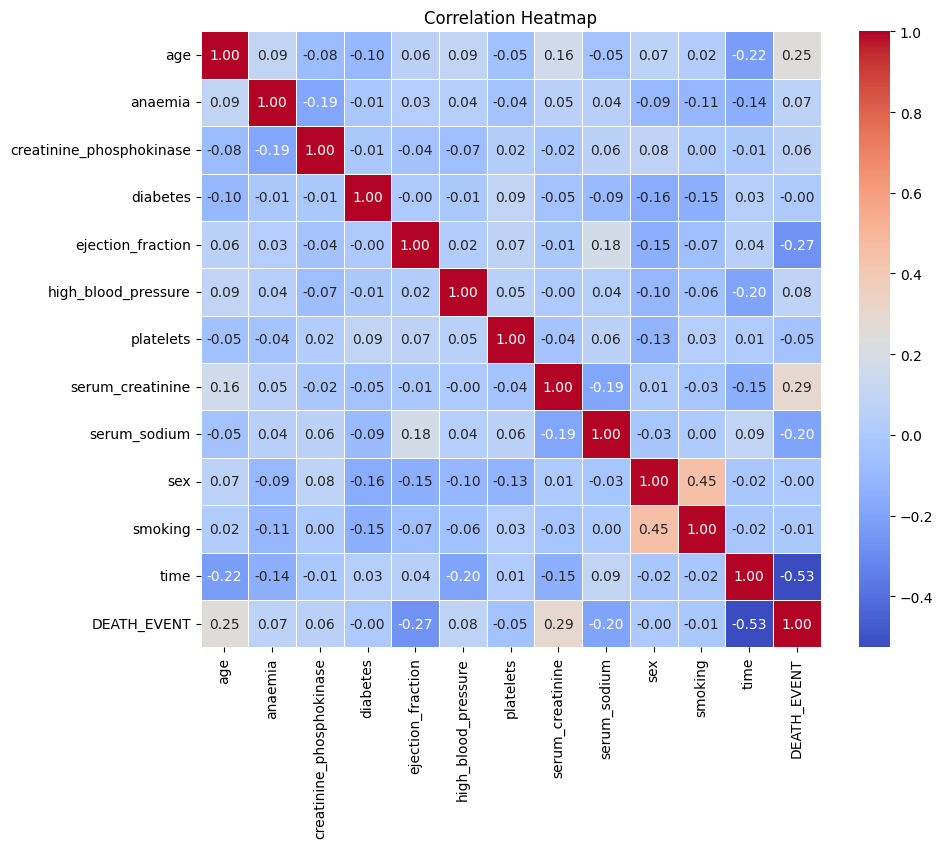 Correlation Heatmap
age 1.00 0.09 -0.08 -0.10 0.06 0.09 -0.05 0.16 -0.05 0.07 0.02 -0.22 0.25
anaemia 0.09 1.00 -0.19 -0.01 0.03 0.04 -0.04 0.05 0.04 -0.09 -0.11 -0.14 0.07
creatinine_phosphokinase -0.08 -0.19 1.00 -0.01 -0.04 -0.07 0.02 -0.02 0.06 0.08 0.00 -0.01 0.06
diabetes -0.10 -0.01 -0.01 1.00 -0.00 -0.01 0.09 -0.05 -0.09 -0.16 -0.15 0.03 -0.00
ejection_fraction 0.06 0.03 -0.04 -0.00 1.00 0.02 0.07 -0.01 0.18 -0.15 -0.07 0.04 -0.27
high_blood_pressure 0.09 0.04 -0.07 -0.01 0.02 1.00 0.05 -0.00 0.04 -0.10 -0.06 -0.20 0.08
platelets -0.05 -0.04 0.02 0.09 0.07 0.05 1.00 -0.04 0.06 -0.13 0.03 0.01 -0.05
serum_creatinine 0.16 0.05 -0.02 -0.05 -0.01 -0.00 -0.04 1.00 -0.19 0.01 -0.03 -0.15 0.29
serum_sodium -0.05 0.04 0.06 -0.09 0.18 0.04 0.06 -0.19 1.00 -0.03 0.00 0.09 -0.20
sex 0.07 -0.09 0.08 -0.16 -0.15 -0.10 -0.13 0.01 -0.03 1.00 0.45 -0.02 -0.00
smoking 0.02 -0.11 0.00 -0.15 -0.07 -0.06 0.03 -0.03 0.00 0.45 1.00 -0.02 -0.01
time -0.22 -0.14 -0.01 0.03 0.04 -0.20 0.01 -0.15 0.09 -0.02 -0.02 1.00 -0.53
DEATH_EVENT 0.25 0.07 0.06 -0.00 -0.27 0.08 -0.05 0.29 -0.20 -0.00 -0.01 -0.53 1.00
age
anaemia
creatinine_phosphokinase
diabetes
ejection_fraction
high_blood_pressure
platelets
serum_creatinine
serum_sodium
sex
smoking
time
DEATH_EVENT
1.0
0.8
0.6
0.4
0.2
0.0
−0.2
−0.4